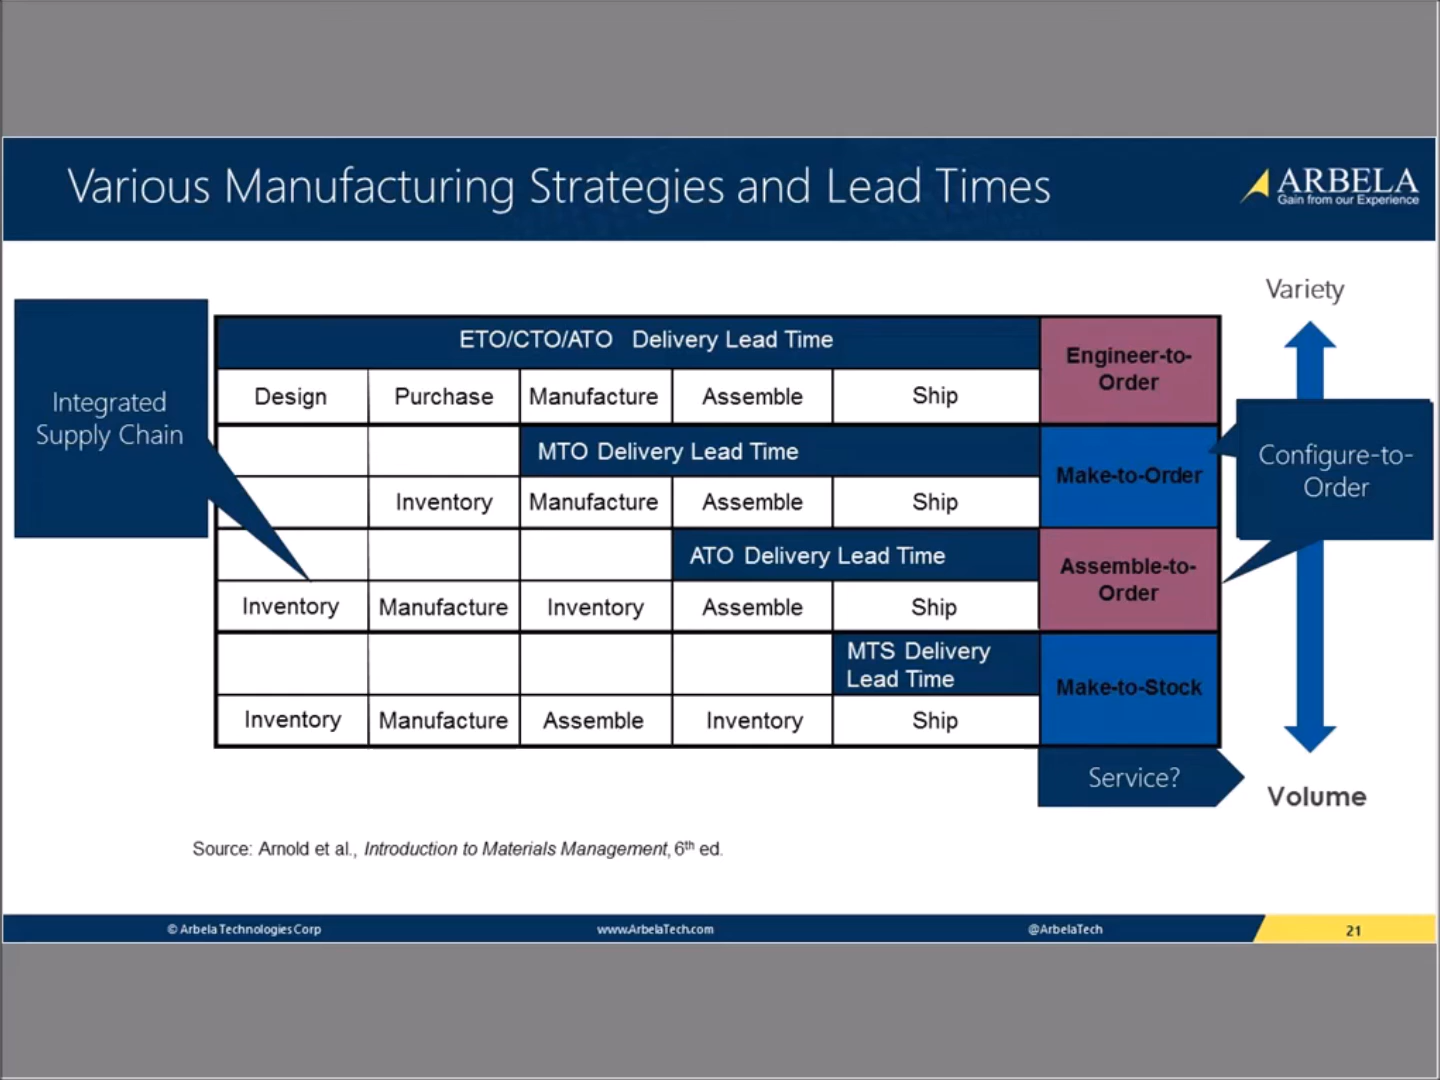 Various Manufacturing Strategies and Lead Times
ARBELA
Gain from our Experience
Variety
Integrated
Supply Chain
ETO/CTO/ATO Delivery Lead Time
Engineer-to-
Order
Design Purchase Manufacture Assemble Ship
MTO Delivery Lead Time
Make-to-Order
Configure-to-
Order
Inventory Manufacture Assemble Ship
ATO Delivery Lead Time
Assemble-to-
Order
Inventory Manufacture Inventory Assemble Ship
MTS Delivery
Lead Time
Make-to-Stock
Inventory Manufacture Assemble Inventory Ship
Service?
Volume
Source: Arnold et al., Introduction to Materials Management, 6th ed.
© Arbela Technologies Corp
www.ArbelaTech.com
@ArbelaTech
21